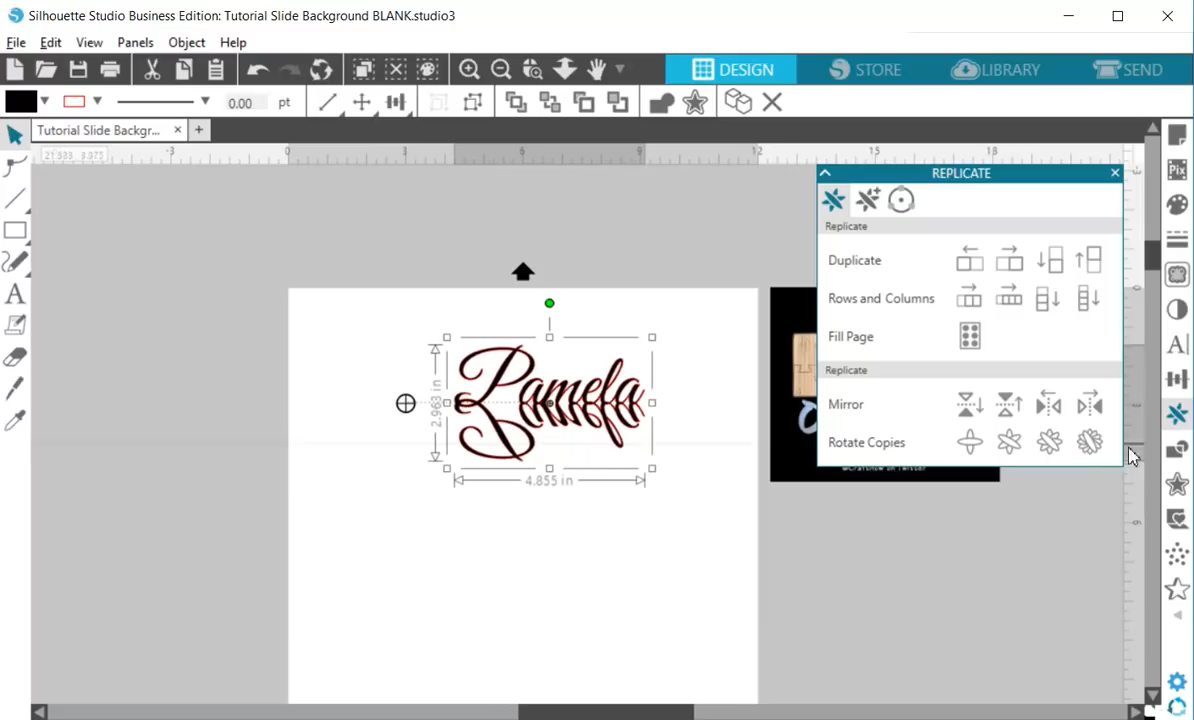 Silhouette Studio Business Edition: Tutorial Slide Background BLANK.studio3
File Edit View Panels Object Help
DESIGN STORE LIBRARY SEND
0.00 pt
Tutorial Slide Backgr...
-3 0 3 6 9 12 15 18
REPLICATE
Replicate
Duplicate
Rows and Columns
Fill Page
Replicate
Mirror
Rotate Copies
Pix
Pamela
2.963 in
4.855 in